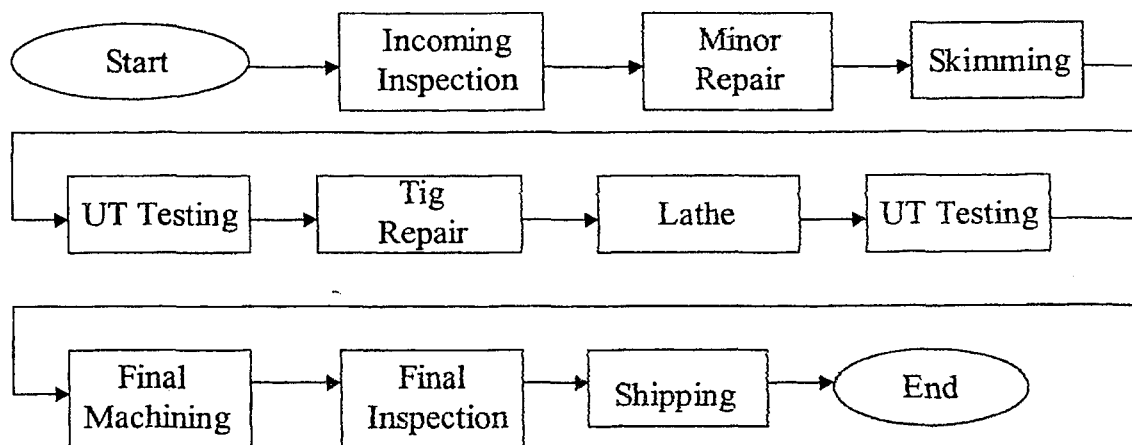 Start
Incoming
Inspection
Minor
Repair
Skimming
UT Testing
Tig
Repair
Lathe
UT Testing
Final
Machining
Final
Inspection
Shipping
End